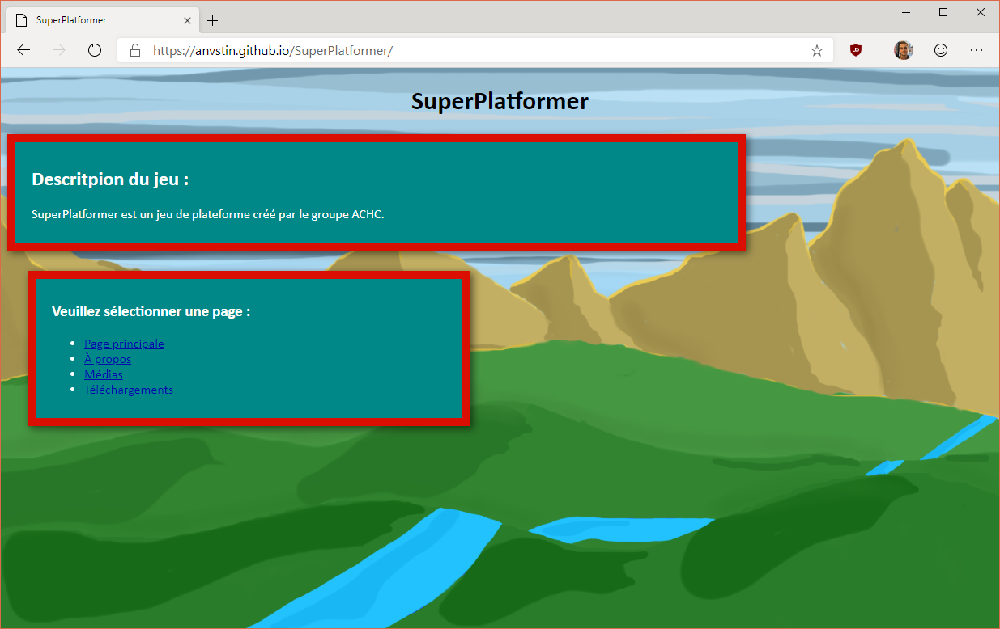 SuperPlatformer
https://anvstin.github.io/SuperPlatformer/
SuperPlatformer
Descritpion du jeu :
SuperPlatformer est un jeu de plateforme créé par le groupe ACHC.
Veuillez sélectionner une page :
Page principale
À propos
Médias
Téléchargements